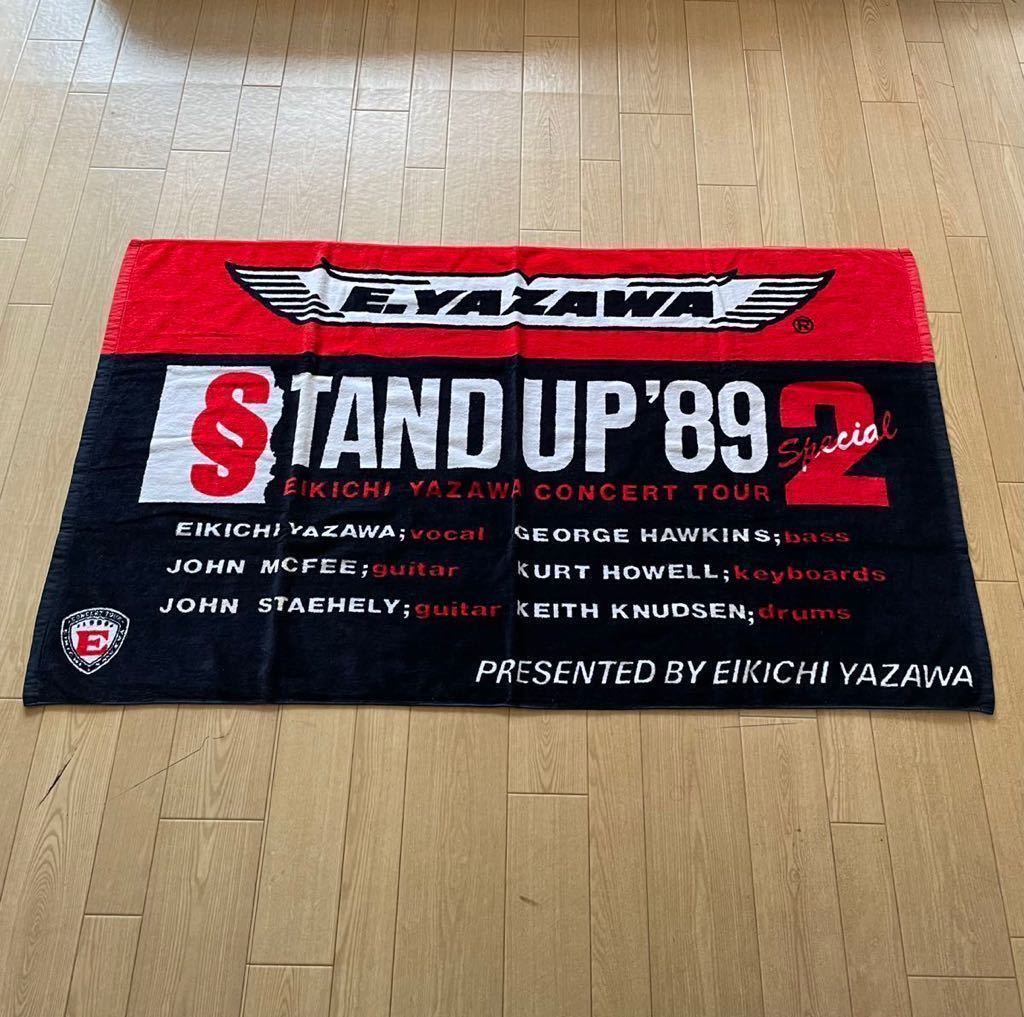 E.YAZAWA
®
STAND UP '89 2
Special
EIKICHI YAZAWA CONCERT TOUR
EIKICHI YAZAWA;vocal GEORGE HAWKINS;bass
JOHN MCFEE;guitar KURT HOWELL;keyboards
JOHN STAEHELY;guitar KEITH KNUDSEN;drums
E
PRESENTED BY EIKICHI YAZAWA